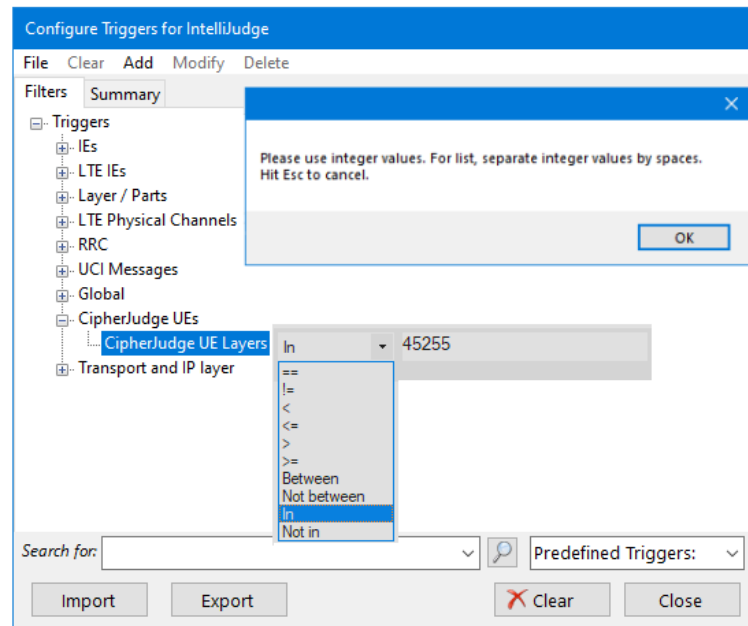 Configure Triggers for IntelliJudge
File Clear Add Modify Delete
Filters Summary
Triggers
IEs
LTE IEs
Layer / Parts
LTE Physical Channels
RRC
UCI Messages
Global
CipherJudge UEs
CipherJudge UE Layers
Transport and IP layer
Please use integer values. For list, separate integer values by spaces.
Hit Esc to cancel.
OK
In 45255
==
!=
<
<=
>
>=
Between
Not between
In
Not in
Search for: Predefined Triggers:
Import Export Clear Close